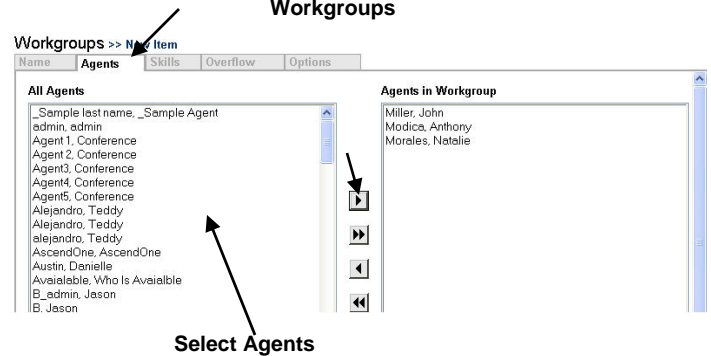 Workgroups
Workgroups >> New Item
Name Agents Skills Overflow Options
All Agents Agents in Workgroup
_Sample last name, _Sample Agent Miller, John
admin, admin Modica, Anthony
Agent 1, Conference Morales, Natalie
Agent 2, Conference
Agent3, Conference
Agent4, Conference
Agent5, Conference
Alejandro, Teddy
Alejandro, Teddy
alejandro, Teddy
AscendOne, AscendOne
Austin, Danielle
Avaialable, Who Is Avaialble
B_admin, Jason
B. Jason
Select Agents